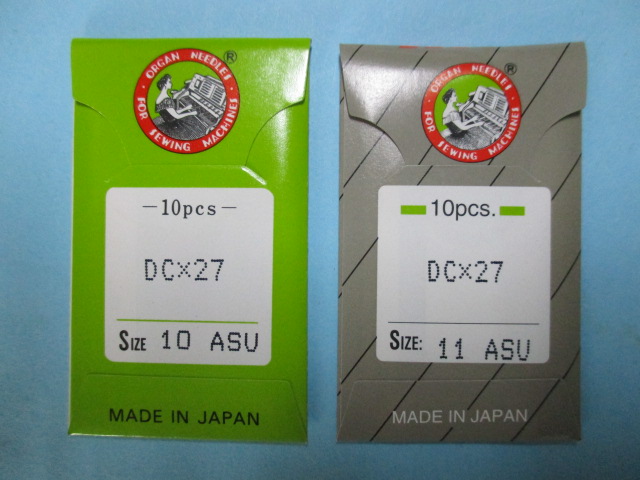 ORGAN NEEDLES
FOR SEWING MACHINES
®
-10pcs-
DC×27
SIZE 10 ASU
MADE IN JAPAN
ORGAN NEEDLES
FOR SEWING MACHINES
®
10pcs.
DC×27
SIZE: 11 ASU
MADE IN JAPAN